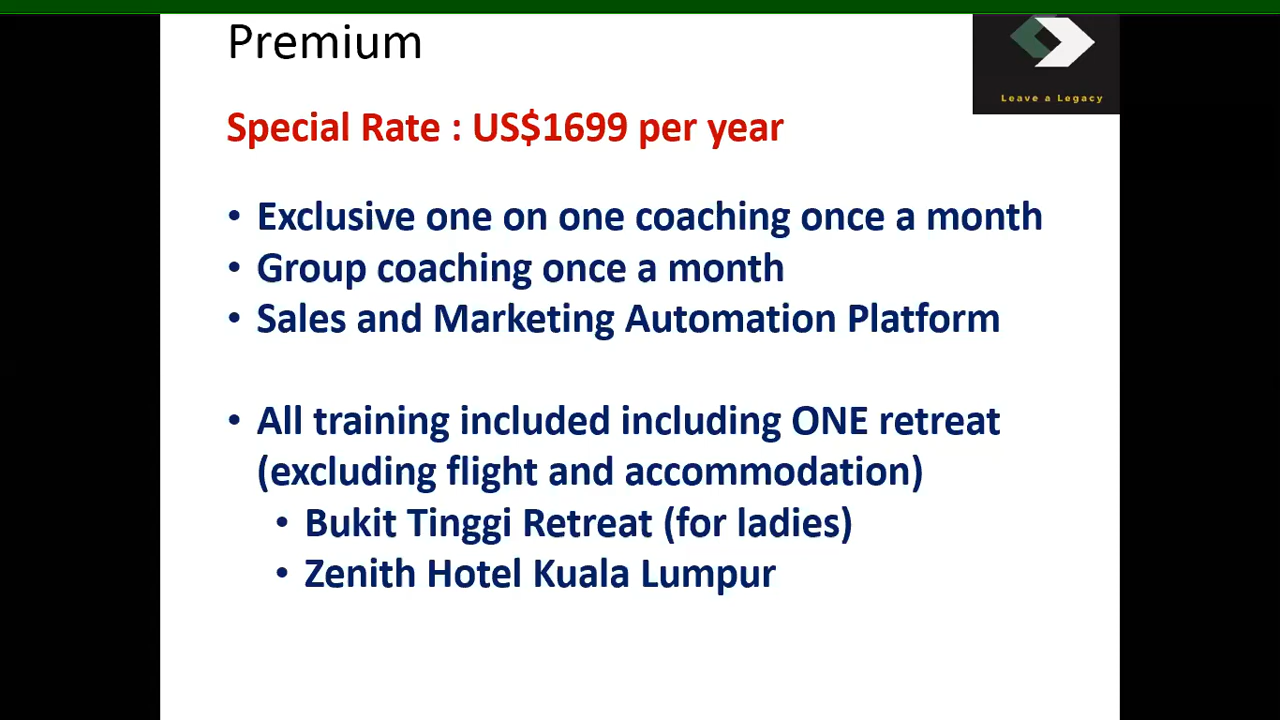 Premium
Leave a Legacy
Special Rate : US$1699 per year
• Exclusive one on one coaching once a month
• Group coaching once a month
• Sales and Marketing Automation Platform
• All training included including ONE retreat
(excluding flight and accommodation)
• Bukit Tinggi Retreat (for ladies)
• Zenith Hotel Kuala Lumpur